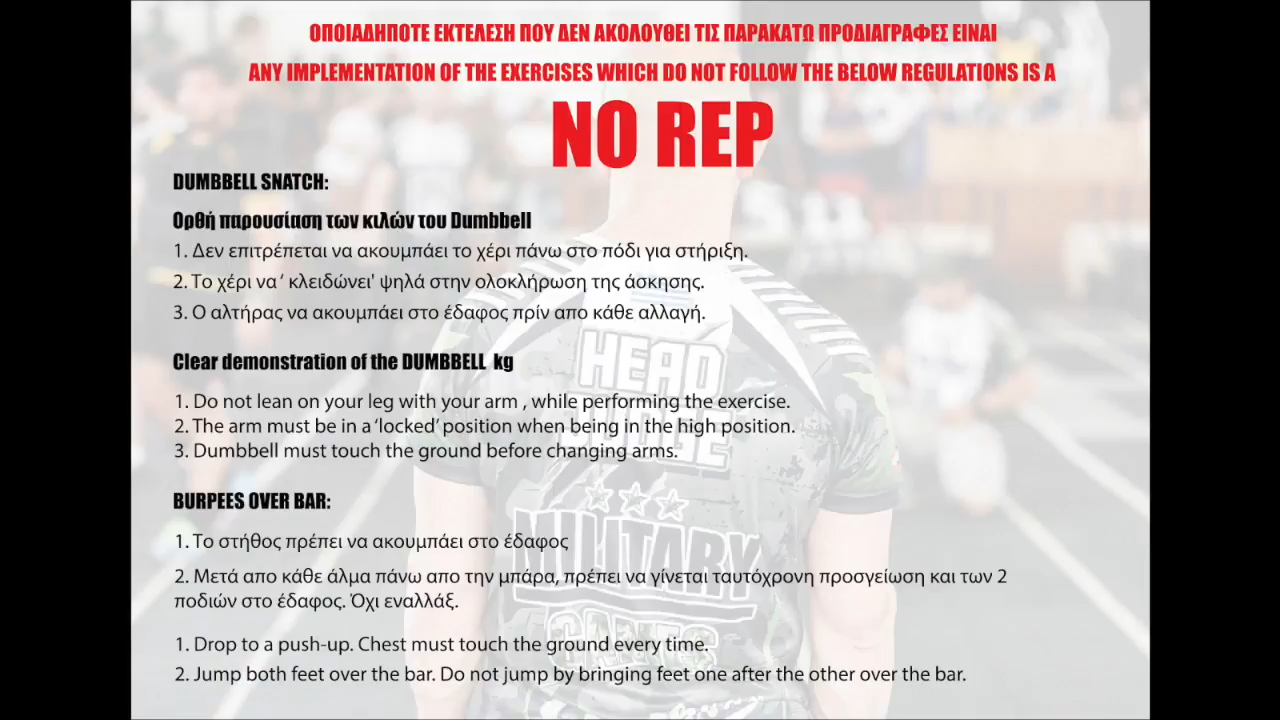 ΟΠΟΙΑΔΗΠΟΤΕ ΕΚΤΕΛΕΣΗ ΠΟΥ ΔΕΝ ΑΚΟΛΟΥΘΕΙ ΤΙΣ ΠΑΡΑΚΑΤΩ ΠΡΟΔΙΑΓΡΑΦΕΣ ΕΙΝΑΙ
ANY IMPLEMENTATION OF THE EXERCISES WHICH DO NOT FOLLOW THE BELOW REGULATIONS IS A
NO REP
DUMBBELL SNATCH:
Ορθή παρουσίαση των κιλών του Dumbbell
1. Δεν επιτρέπεται να ακουμπάει το χέρι πάνω στο πόδι για στήριξη.
2. Το χέρι να ‘ κλειδώνει' ψηλά στην ολοκλήρωση της άσκησης.
3. Ο αλτήρας να ακουμπάει στο έδαφος πρίν απο κάθε αλλαγή.
Clear demonstration of the DUMBBELL kg
1. Do not lean on your leg with your arm , while performing the exercise.
2. The arm must be in a ‘locked’ position when being in the high position.
3. Dumbbell must touch the ground before changing arms.
BURPEES OVER BAR:
1. Το στήθος πρέπει να ακουμπάει στο έδαφος
2. Μετά απο κάθε άλμα πάνω απο την μπάρα, πρέπει να γίνεται ταυτόχρονη προσγείωση και των 2
ποδιών στο έδαφος. Όχι εναλλάξ.
1. Drop to a push-up. Chest must touch the ground every time.
2. Jump both feet over the bar. Do not jump by bringing feet one after the other over the bar.
HEAD
JUDGE
MILITARY
GAMES